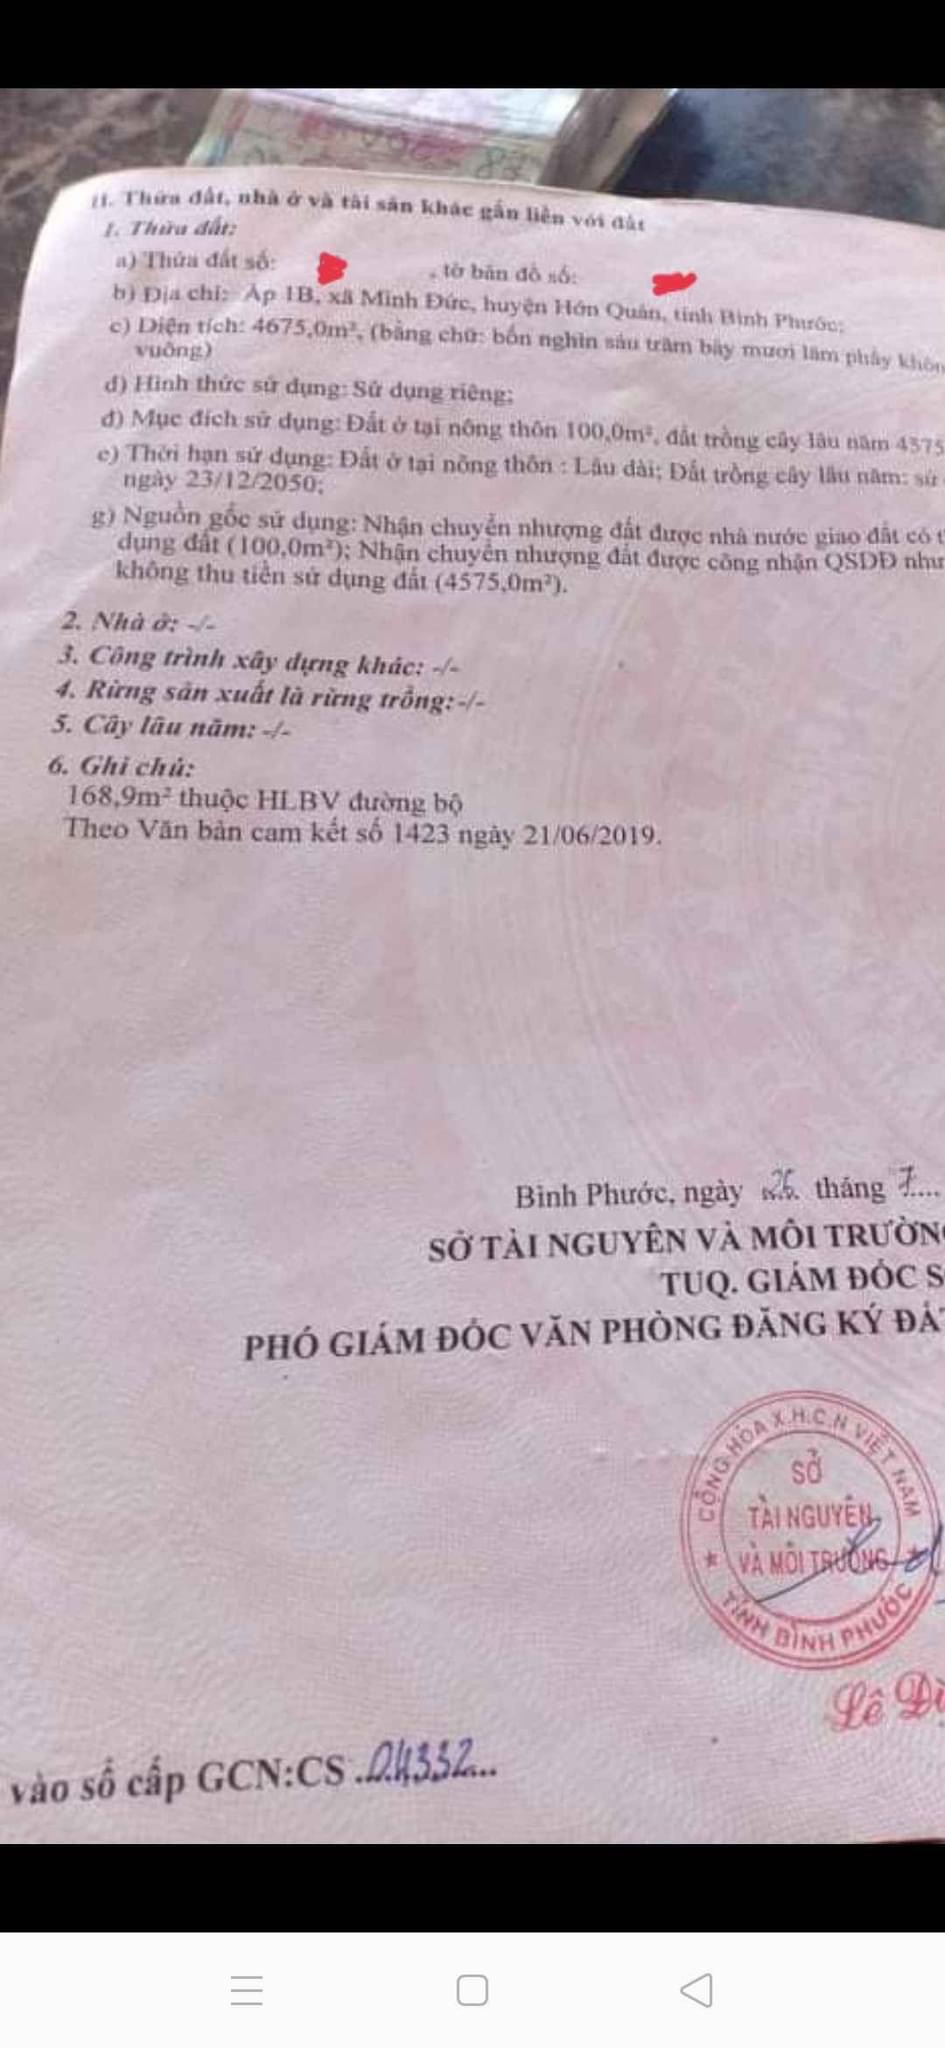 II. Thửa đất, nhà ở và tài sản khác gắn liền với đất
1. Thửa đất:
a) Thửa đất số: , tờ bản đồ số:
b) Địa chỉ: Ấp 1B, xã Minh Đức, huyện Hớn Quản, tỉnh Bình Phước;
c) Diện tích: 4675,0m², (bằng chữ: bốn nghìn sáu trăm bảy mươi lăm phẩy khôn
vuông)
d) Hình thức sử dụng: Sử dụng riêng;
đ) Mục đích sử dụng: Đất ở tại nông thôn 100,0m², đất trồng cây lâu năm 4575
e) Thời hạn sử dụng: Đất ở tại nông thôn : Lâu dài; Đất trồng cây lâu năm: sử
ngày 23/12/2050;
g) Nguồn gốc sử dụng: Nhận chuyển nhượng đất được nhà nước giao đất có t
dụng đất (100,0m²); Nhận chuyển nhượng đất được công nhận QSDĐ như
không thu tiền sử dụng đất (4575,0m²).
2. Nhà ở: -/-
3. Công trình xây dựng khác: -/-
4. Rừng sản xuất là rừng trồng: -/-
5. Cây lâu năm: -/-
6. Ghi chú:
168,9m² thuộc HLBV đường bộ
Theo Văn bản cam kết số 1423 ngày 21/06/2019.
Bình Phước, ngày 26 tháng 7....
SỞ TÀI NGUYÊN VÀ MÔI TRƯỜN
TUQ. GIÁM ĐỐC S
PHÓ GIÁM ĐỐC VĂN PHÒNG ĐĂNG KÝ ĐẤT
CỘNG HÒA X.H.C.N VIỆT NAM
SỞ
TÀI NGUYÊN
VÀ MÔI TRƯỜNG
TỈNH BÌNH PHƯỚC
Lê Đì
vào sổ cấp GCN:CS .04332...